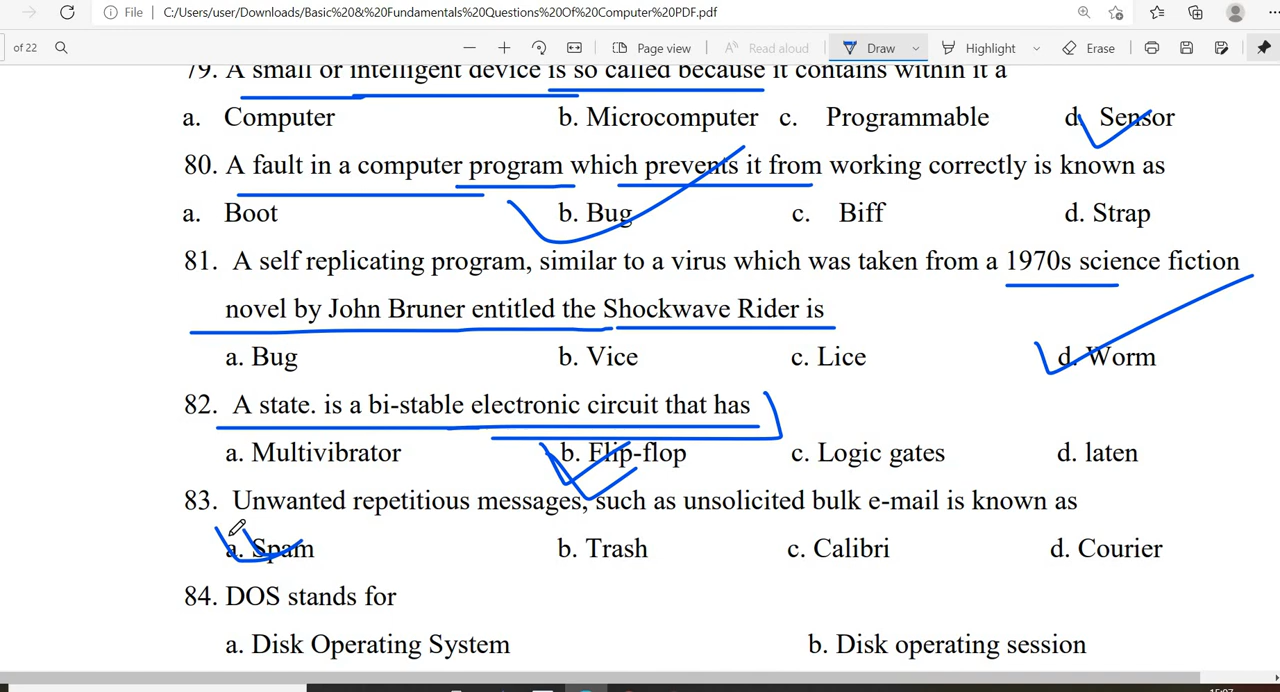 File C:/Users/user/Downloads/Basic%20&%20Fundamentals%20Questions%20Of%20Computer%20PDF.pdf
of 22 Page view Read aloud Draw Highlight Erase
79. A small or intelligent device is so called because it contains within it a
a. Computer b. Microcomputer c. Programmable d. Sensor
80. A fault in a computer program which prevents it from working correctly is known as
a. Boot b. Bug c. Biff d. Strap
81. A self replicating program, similar to a virus which was taken from a 1970s science fiction
novel by John Bruner entitled the Shockwave Rider is
a. Bug b. Vice c. Lice d. Worm
82. A state. is a bi-stable electronic circuit that has
a. Multivibrator b. Flip-flop c. Logic gates d. laten
83. Unwanted repetitious messages, such as unsolicited bulk e-mail is known as
a. Spam b. Trash c. Calibri d. Courier
84. DOS stands for
a. Disk Operating System b. Disk operating session